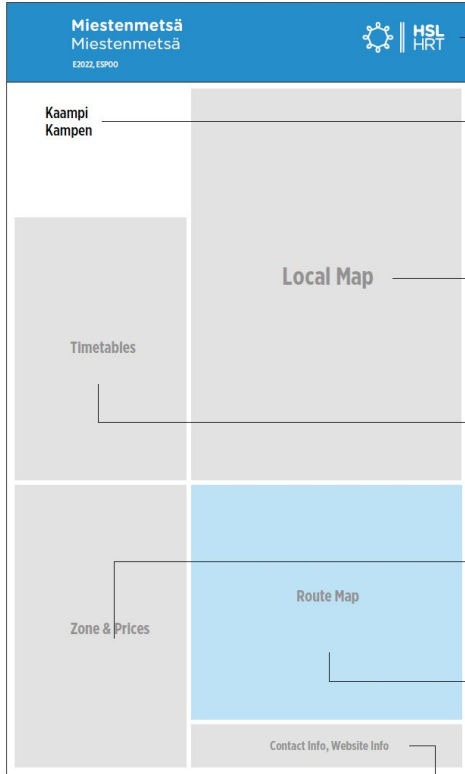 Miestenmetsä
Miestenmetsä
E2022, ESPOO
HSL
HRT
Kaampi
Kampen
Local Map
Timetables
Route Map
Zone & Prices
Contact Info, Website Info